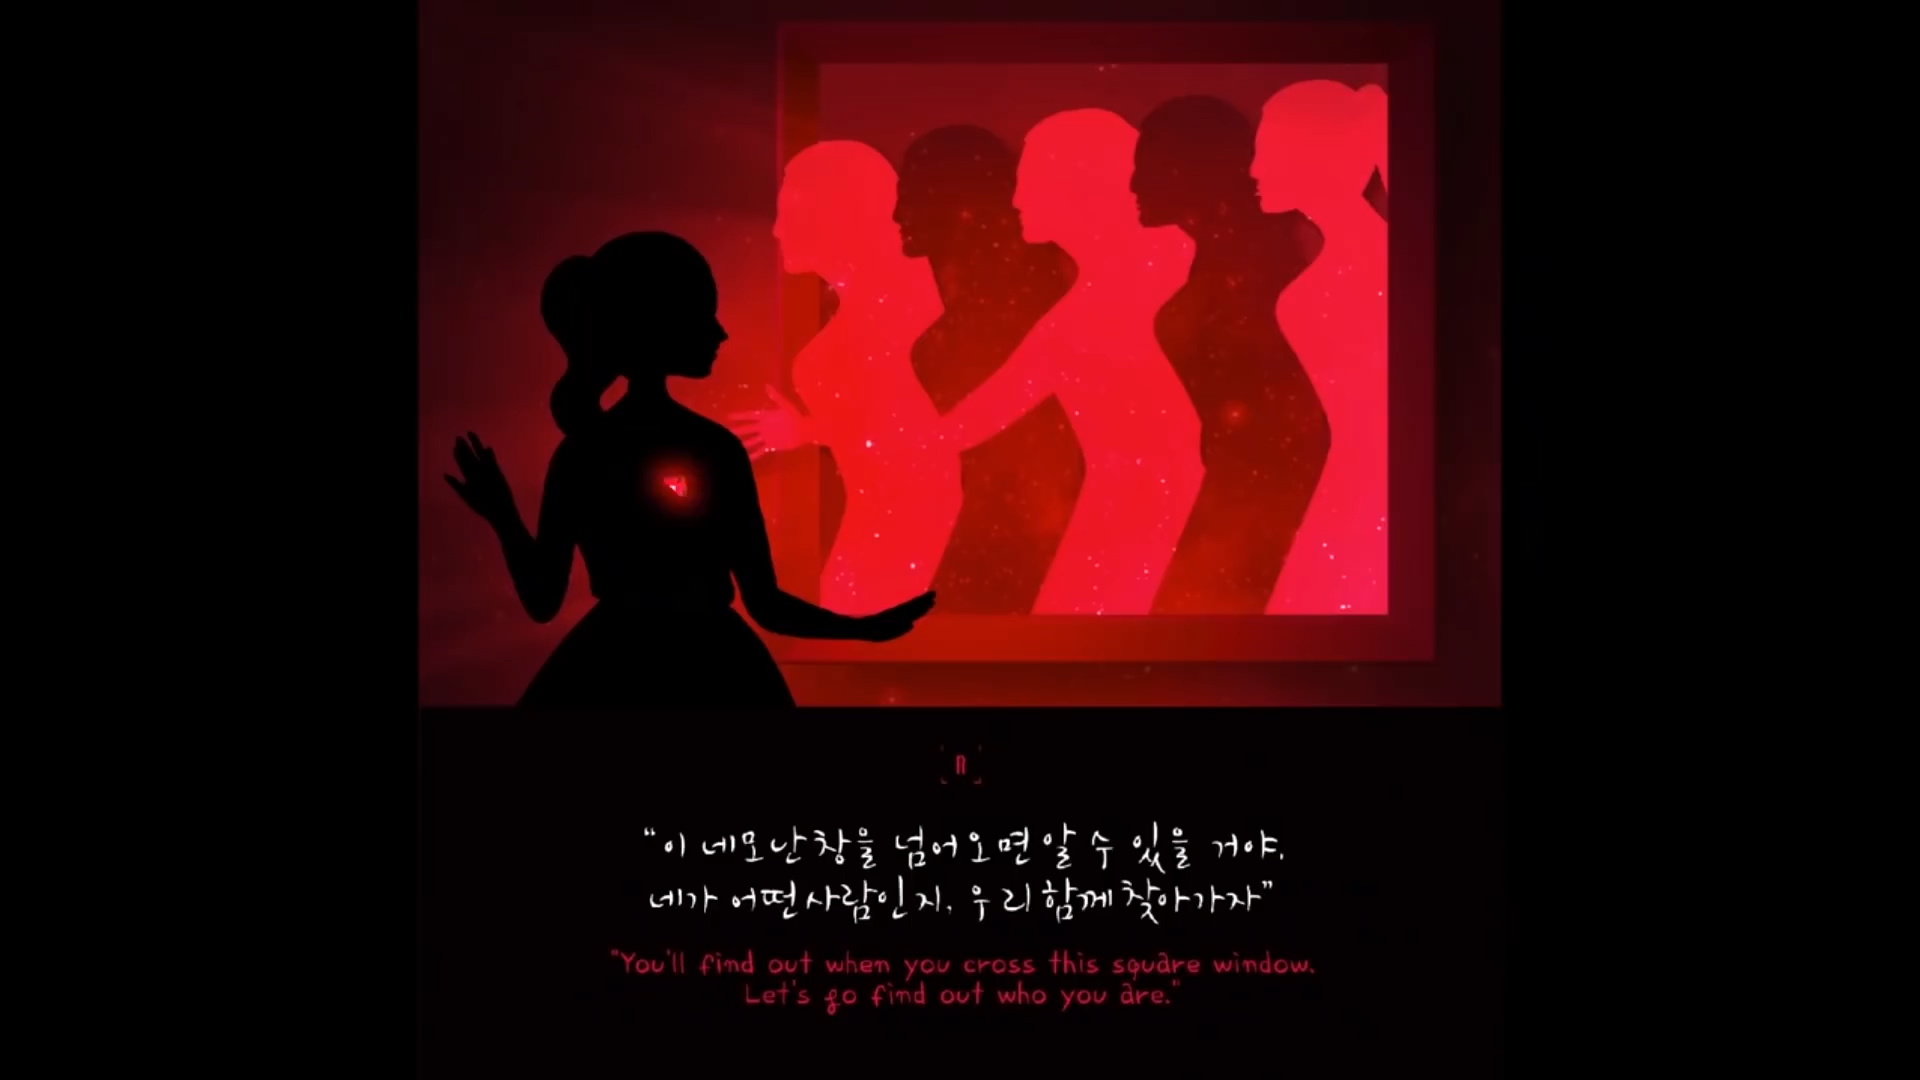 R
“이 네모난 창을 넘어오면 알 수 있을 거야.
네가 어떤 사람인지. 우리 함께 찾아가자”
"You'll find out when you cross this square window.
Let's go find out who you are."